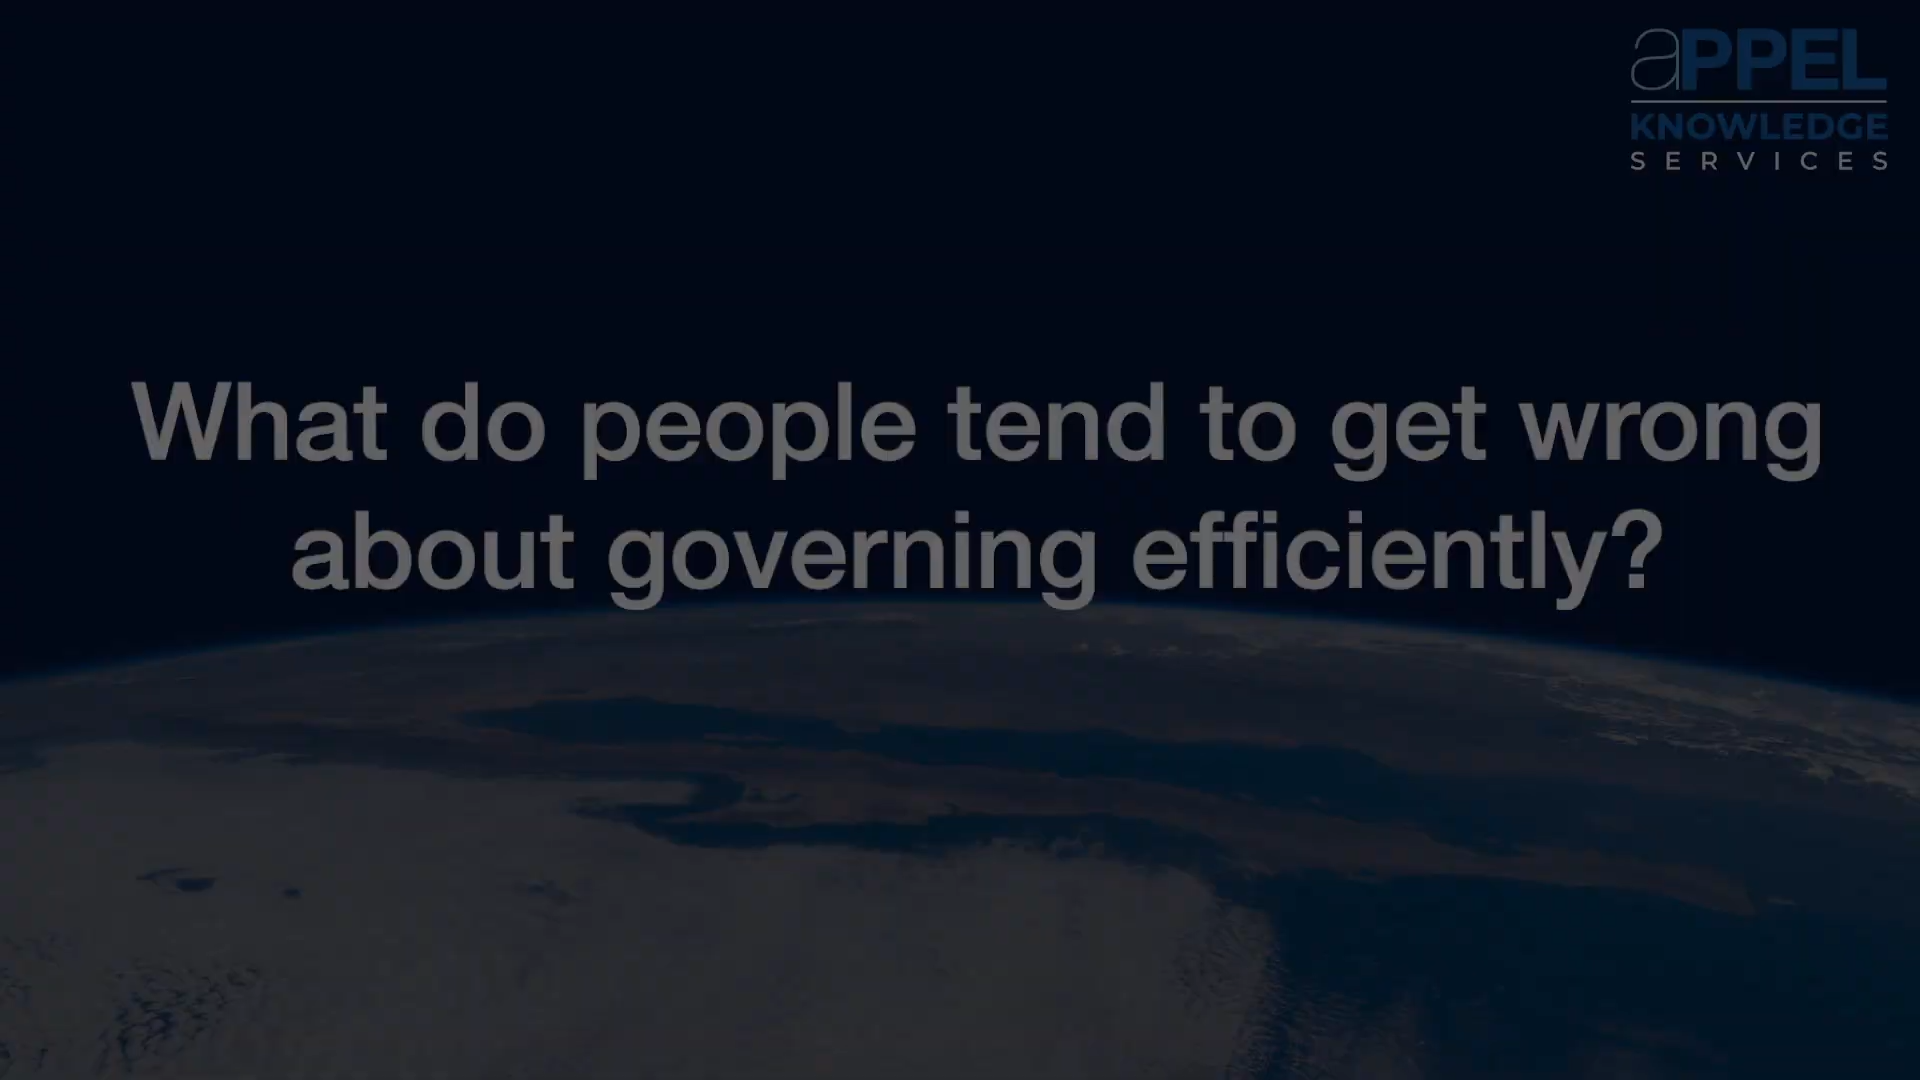 aPPEL
KNOWLEDGE
SERVICES
What do people tend to get wrong
about governing efficiently?